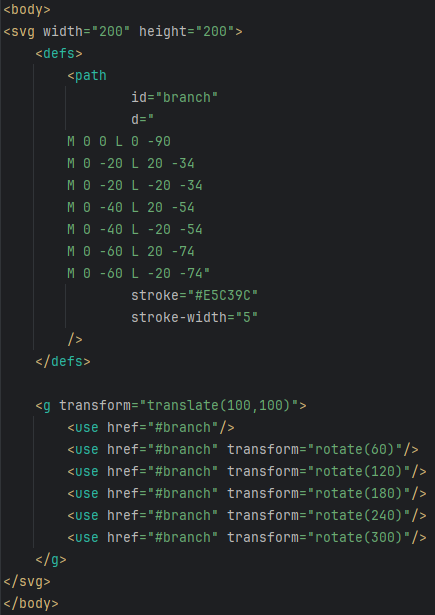 <body>
<svg width="200" height="200">
<defs>
<path
id="branch"
d="
M 0 0 L 0 -90
M 0 -20 L 20 -34
M 0 -20 L -20 -34
M 0 -40 L 20 -54
M 0 -40 L -20 -54
M 0 -60 L 20 -74
M 0 -60 L -20 -74"
stroke="#E5C39C"
stroke-width="5"
/>
</defs>
<g transform="translate(100,100)">
<use href="#branch"/>
<use href="#branch" transform="rotate(60)"/>
<use href="#branch" transform="rotate(120)"/>
<use href="#branch" transform="rotate(180)"/>
<use href="#branch" transform="rotate(240)"/>
<use href="#branch" transform="rotate(300)"/>
</g>
</svg>
</body>